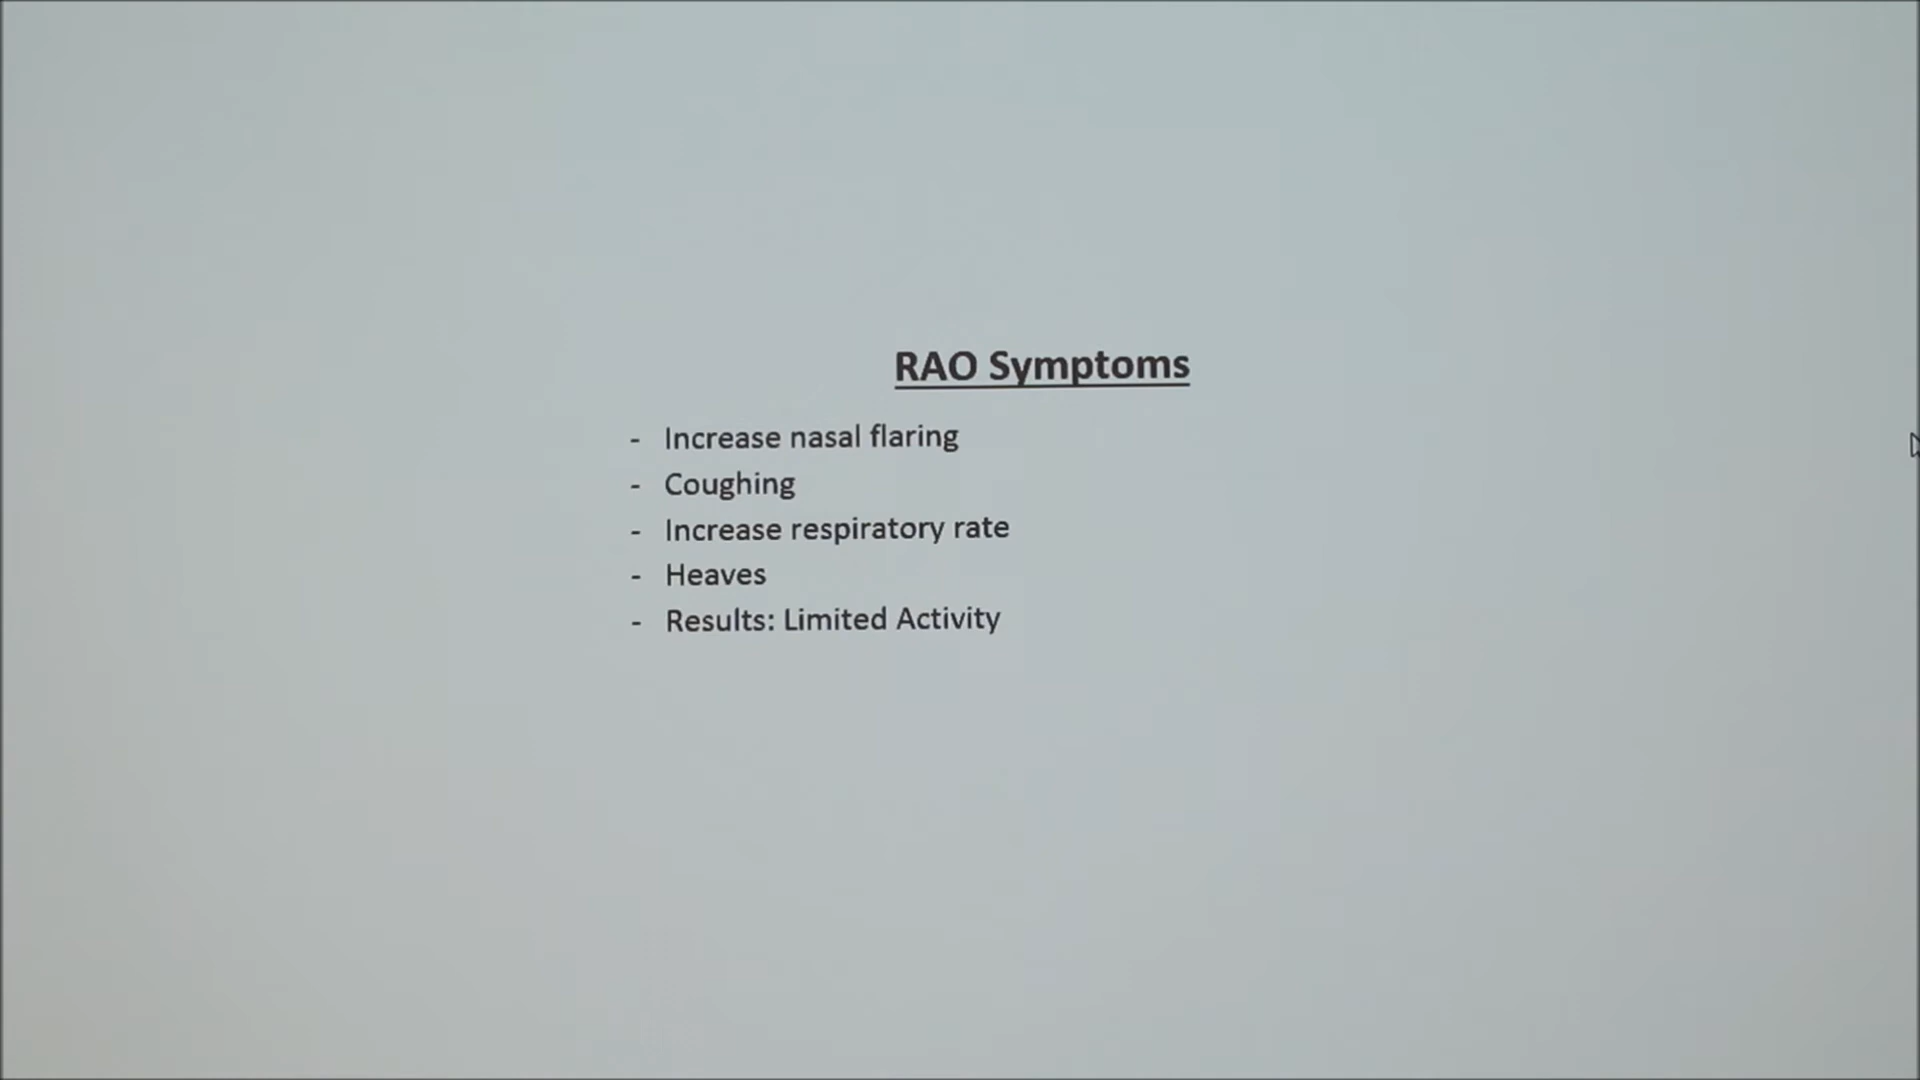 RAO Symptoms
- Increase nasal flaring
- Coughing
- Increase respiratory rate
- Heaves
- Results: Limited Activity